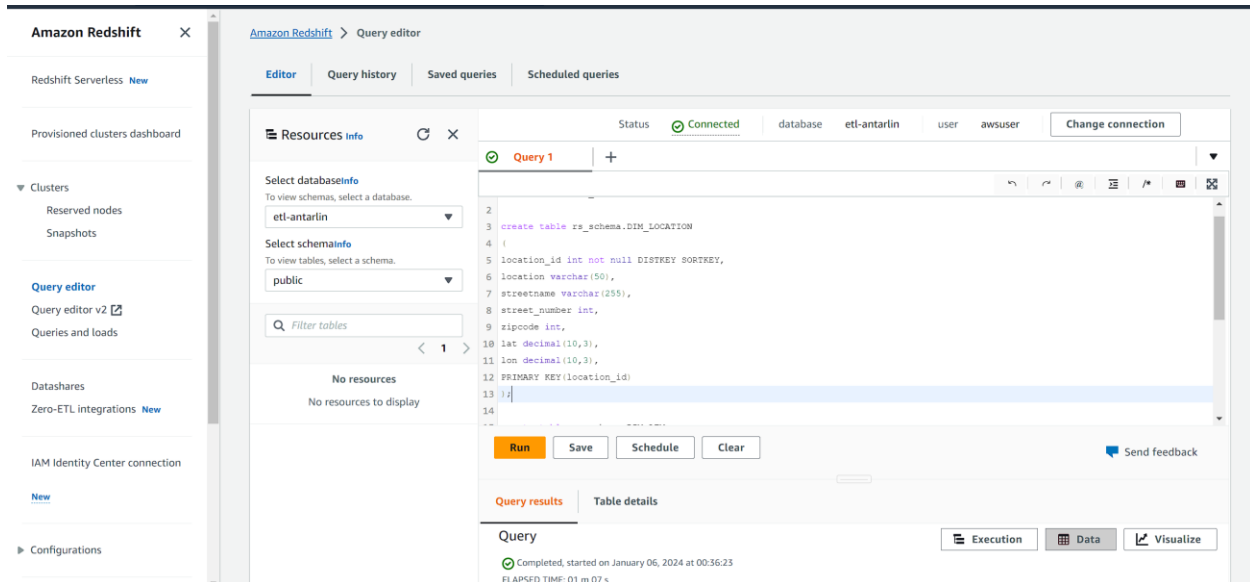 Amazon Redshift
Redshift Serverless New
Provisioned clusters dashboard
Clusters
Reserved nodes
Snapshots
Query editor
Query editor v2
Queries and loads
Datashares
Zero-ETL integrations New
IAM Identity Center connection
New
Configurations
Amazon Redshift > Query editor
Editor
Query history
Saved queries
Scheduled queries
Resources Info
Select database Info
To view schemas, select a database.
etl-antarlin
Select schema Info
To view tables, select a schema.
public
Filter tables
1
No resources
No resources to display
Status Connected database etl-antarlin user awsuser Change connection
Query 1
2
3 create table rs_schema.DIM_LOCATION
4 (
5 location_id int not null DISTKEY SORTKEY,
6 location varchar(50),
7 streetname varchar(255),
8 street_number int,
9 zipcode int,
10 lat decimal(10,3),
11 lon decimal(10,3),
12 PRIMARY KEY(location_id)
13 );
14
Run Save Schedule Clear
Send feedback
Query results Table details
Query
Execution Data Visualize
Completed, started on January 06, 2024 at 00:36:23
ELAPSED TIME: 01 m 07 s